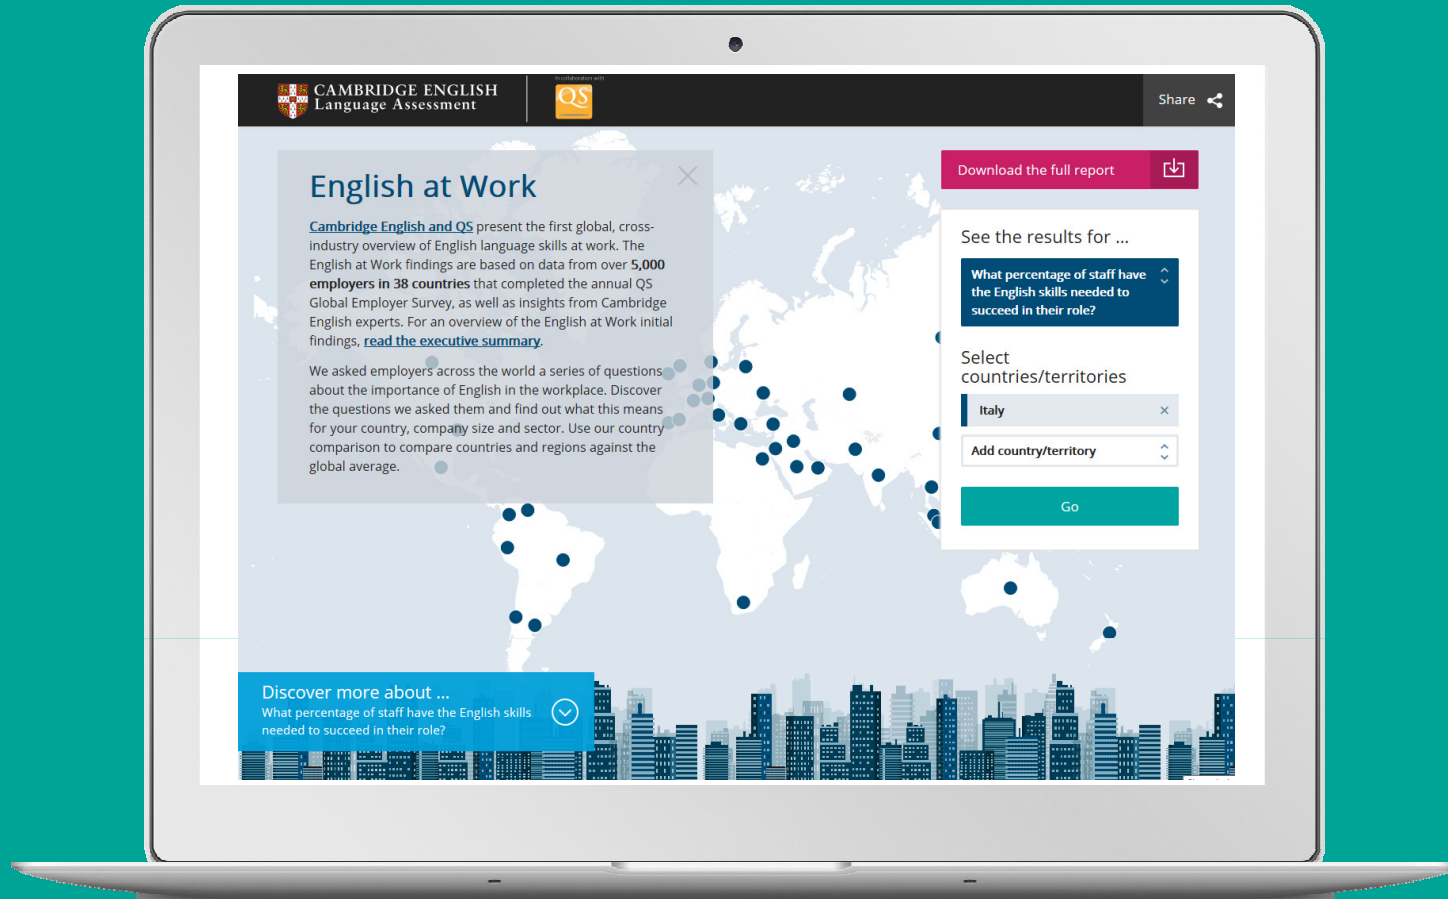 CAMBRIDGE ENGLISH
Language Assessment
In collaboration with
QS
Share
English at Work
Cambridge English and QS present the first global, cross-
industry overview of English language skills at work. The
English at Work findings are based on data from over 5,000
employers in 38 countries that completed the annual QS
Global Employer Survey, as well as insights from Cambridge
English experts. For an overview of the English at Work initial
findings, read the executive summary.
We asked employers across the world a series of questions
about the importance of English in the workplace. Discover
the questions we asked them and find out what this means
for your country, company size and sector. Use our country
comparison to compare countries and regions against the
global average.
Download the full report
See the results for ...
What percentage of staff have
the English skills needed to
succeed in their role?
Select
countries/territories
Italy
Add country/territory
Go
Discover more about ...
What percentage of staff have the English skills
needed to succeed in their role?